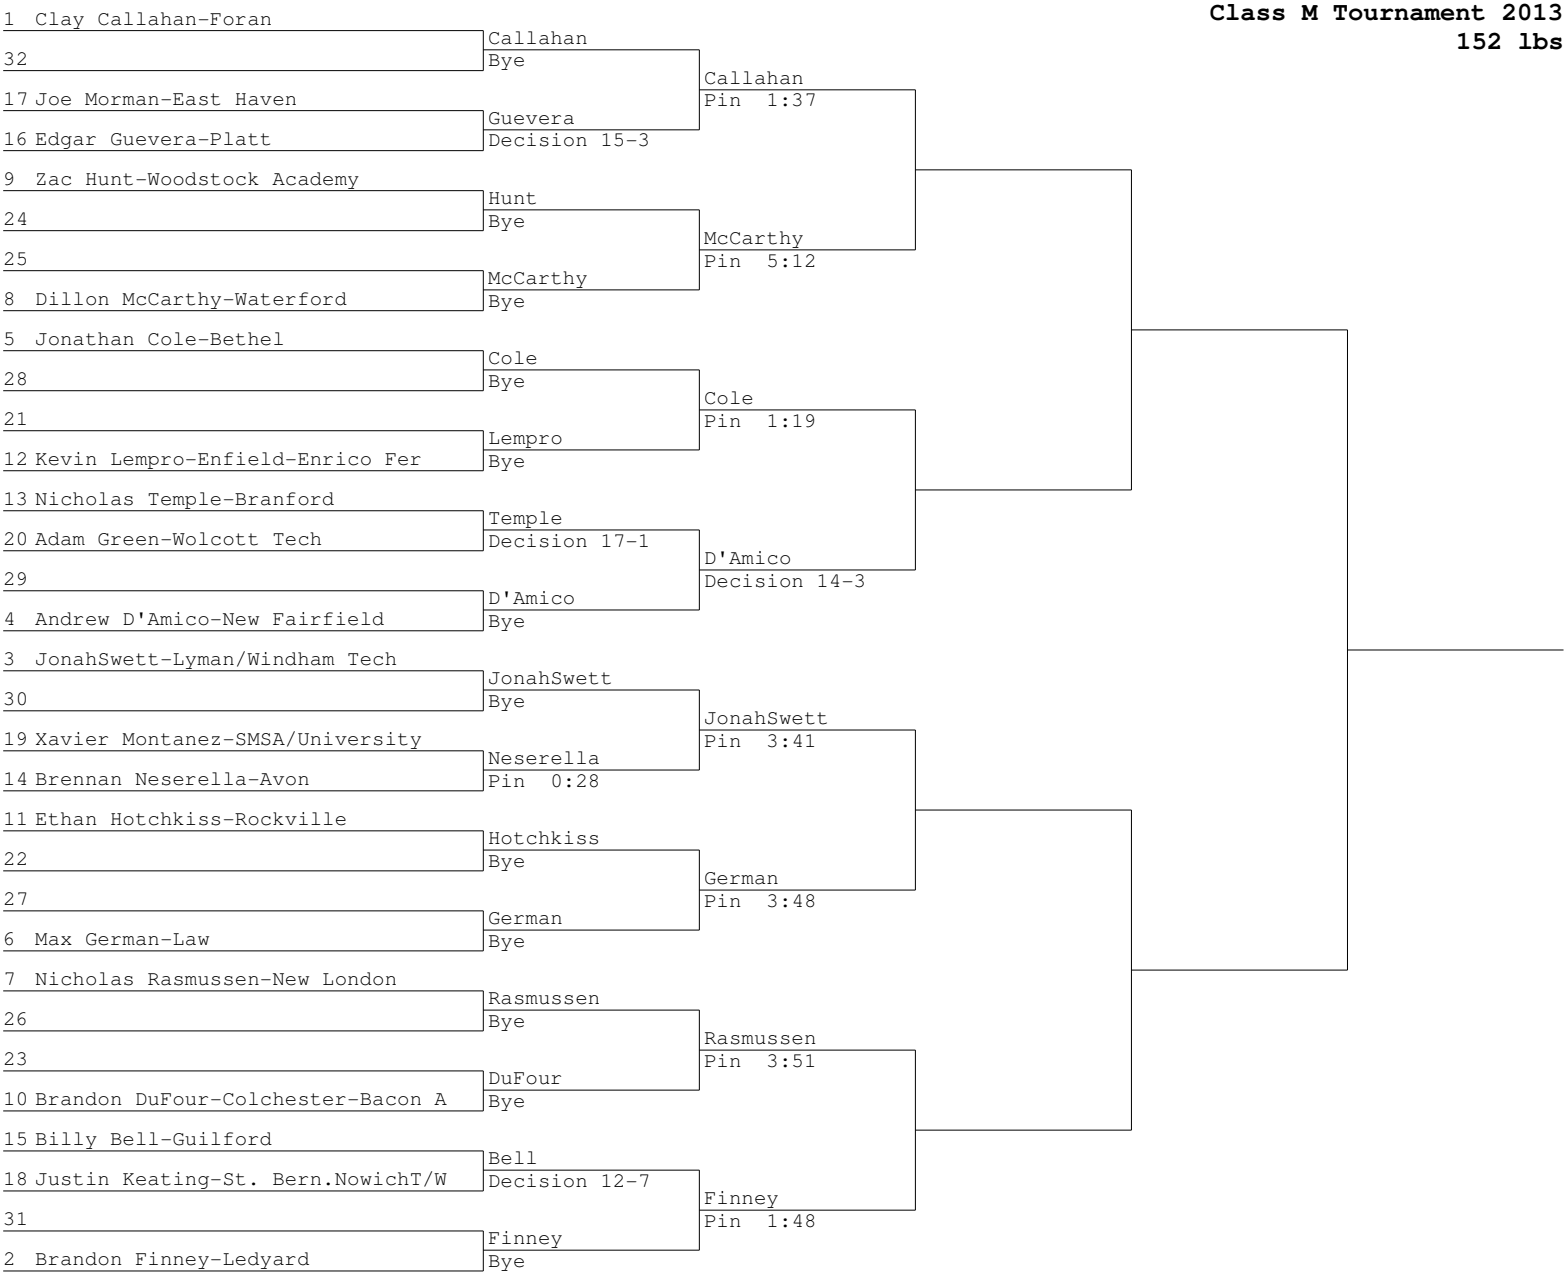 Class M Tournament 2013
152 lbs
1 Clay Callahan-Foran
32
17 Joe Morman-East Haven
16 Edgar Guevera-Platt
9 Zac Hunt-Woodstock Academy
24
25
8 Dillon McCarthy-Waterford
5 Jonathan Cole-Bethel
28
21
12 Kevin Lempro-Enfield-Enrico Fer
13 Nicholas Temple-Branford
20 Adam Green-Wolcott Tech
29
4 Andrew D'Amico-New Fairfield
3 JonahSwett-Lyman/Windham Tech
30
19 Xavier Montanez-SMSA/University
14 Brennan Neserella-Avon
11 Ethan Hotchkiss-Rockville
22
27
6 Max German-Law
7 Nicholas Rasmussen-New London
26
23
10 Brandon DuFour-Colchester-Bacon A
15 Billy Bell-Guilford
18 Justin Keating-St. Bern.NowichT/W
31
2 Brandon Finney-Ledyard
Callahan
Bye
Guevera
Decision 15-3
Hunt
Bye
McCarthy
Bye
Cole
Bye
Lempro
Bye
Temple
Decision 17-1
D'Amico
Bye
JonahSwett
Bye
Neserella
Pin 0:28
Hotchkiss
Bye
German
Bye
Rasmussen
Bye
DuFour
Bye
Bell
Decision 12-7
Finney
Bye
Callahan
Pin 1:37
McCarthy
Pin 5:12
Cole
Pin 1:19
D'Amico
Decision 14-3
JonahSwett
Pin 3:41
German
Pin 3:48
Rasmussen
Pin 3:51
Finney
Pin 1:48